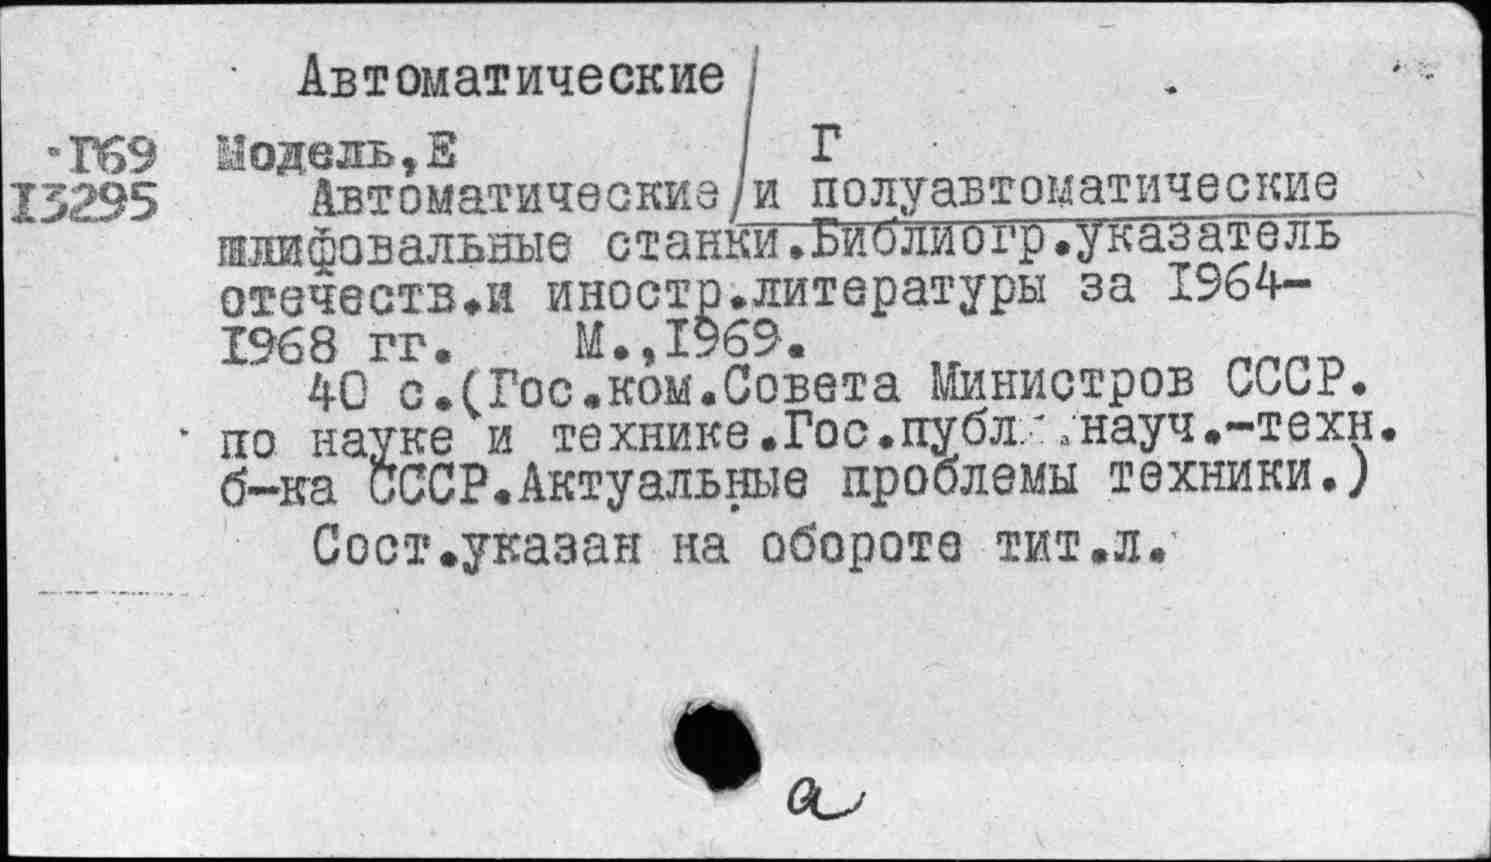 Автоматические
Г69 Модель,Е Г
13295 Автоматические и полуавтоматические
шлифовальные станки.Библиогр.указатель
отечеств.и иностр.литературы за 1964-
1968 гг. М.,1969.
40 с.(Гос.ком.Совета Министров СССР.
по науке и технике.Гос.публ. науч.-техн.
б-ка СССР.Актуальные проблемы техники.)
Сост.указан на обороте тит.л.